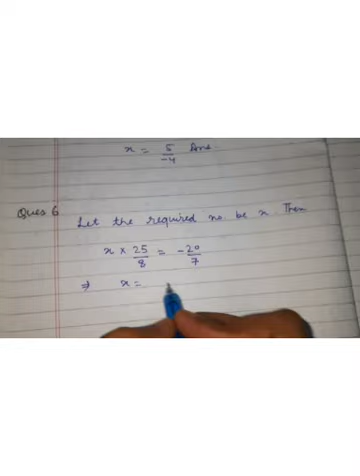 x = 5/-4 Ans
Ques 6
Let the required no. be x. Then
x × 25/8 = -20/7
⇒ x =